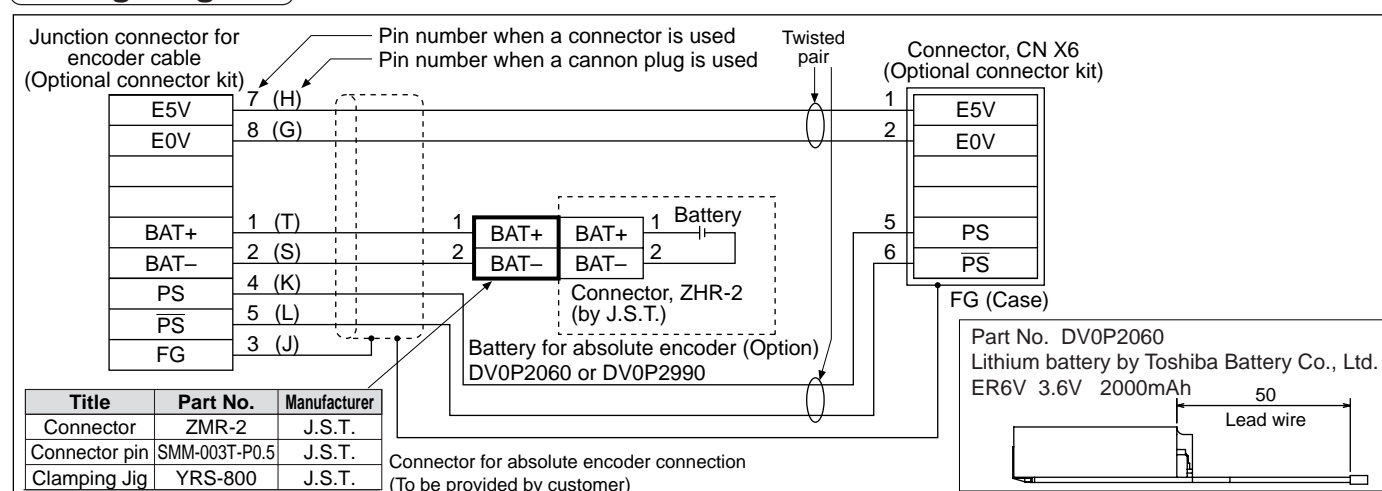 Junction connector for
encoder cable
(Optional connector kit)
Pin number when a connector is used
Pin number when a cannon plug is used
Twisted
pair
Connector, CN X6
(Optional connector kit)
E5V 7 (H)
E0V 8 (G)
BAT+ 1 (T)
BAT– 2 (S)
PS 4 (K)
P̅S̅ 5 (L)
FG 3 (J)
1 BAT+ BAT+ 1
2 BAT– BAT– 2
Battery
Connector, ZHR-2
(by J.S.T.)
Battery for absolute encoder (Option)
DV0P2060 or DV0P2990
1 E5V
2 E0V
5 PS
6 P̅S̅
FG (Case)
Title Part No. Manufacturer
Connector ZMR-2 J.S.T.
Connector pin SMM-003T-P0.5 J.S.T.
Clamping Jig YRS-800 J.S.T.
Connector for absolute encoder connection
(To be provided by customer)
Part No. DV0P2060
Lithium battery by Toshiba Battery Co., Ltd.
ER6V 3.6V 2000mAh
50
Lead wire